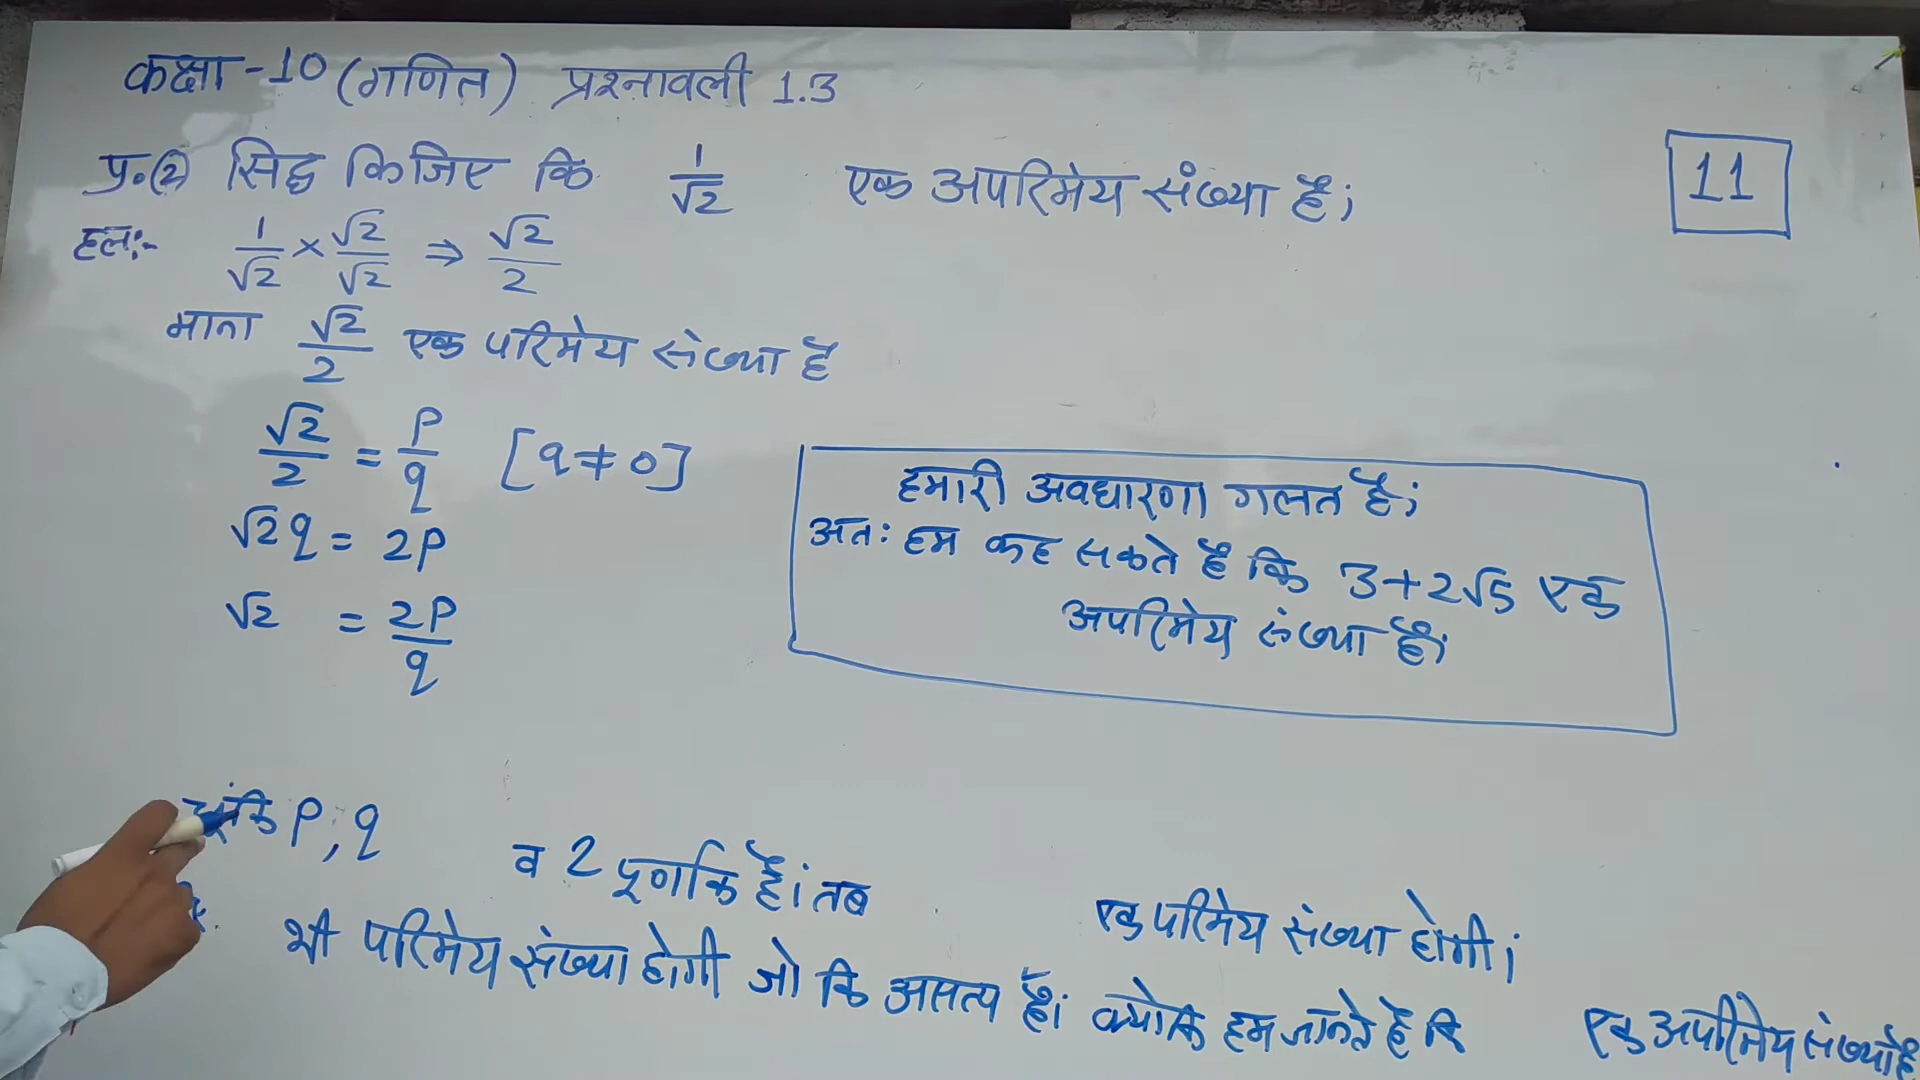 कक्षा -10 (गणित) प्रश्नावली 1.3
11
प्र.(2) सिद्ध किजिए कि 1/√2 एक अपरिमेय संख्या है;
हलः- 1/√2 × √2/√2 ⇒ √2/2
माना √2/2 एक परिमेय संख्या है
√2/2 = P/q [q ≠ 0]
√2q = 2P
√2 = 2P/q
हमारी अवधारणा गलत है;
अतः हम कह सकते है कि 3+2√5 एक
अपरिमेय संख्या है।
चूंकि P, q व 2 पूर्णांक है। तब एक परिमेय संख्या होगी;
भी परिमेय संख्या होगी जो कि असत्य है। क्योकि हम जानते है कि एक अपरिमेय संख्या है